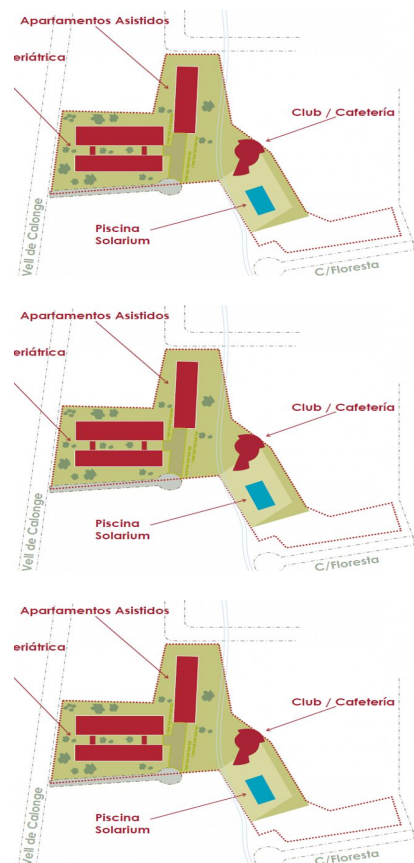 Apartamentos Asistidos
eriátrica
Club / Cafetería
Piscina
Solarium
Vell de Calonge
C/Floresta
Apartamentos Asistidos
eriátrica
Club / Cafetería
Piscina
Solarium
Vell de Calonge
C/Floresta
Apartamentos Asistidos
eriátrica
Club / Cafetería
Piscina
Solarium
Vell de Calonge
C/Floresta